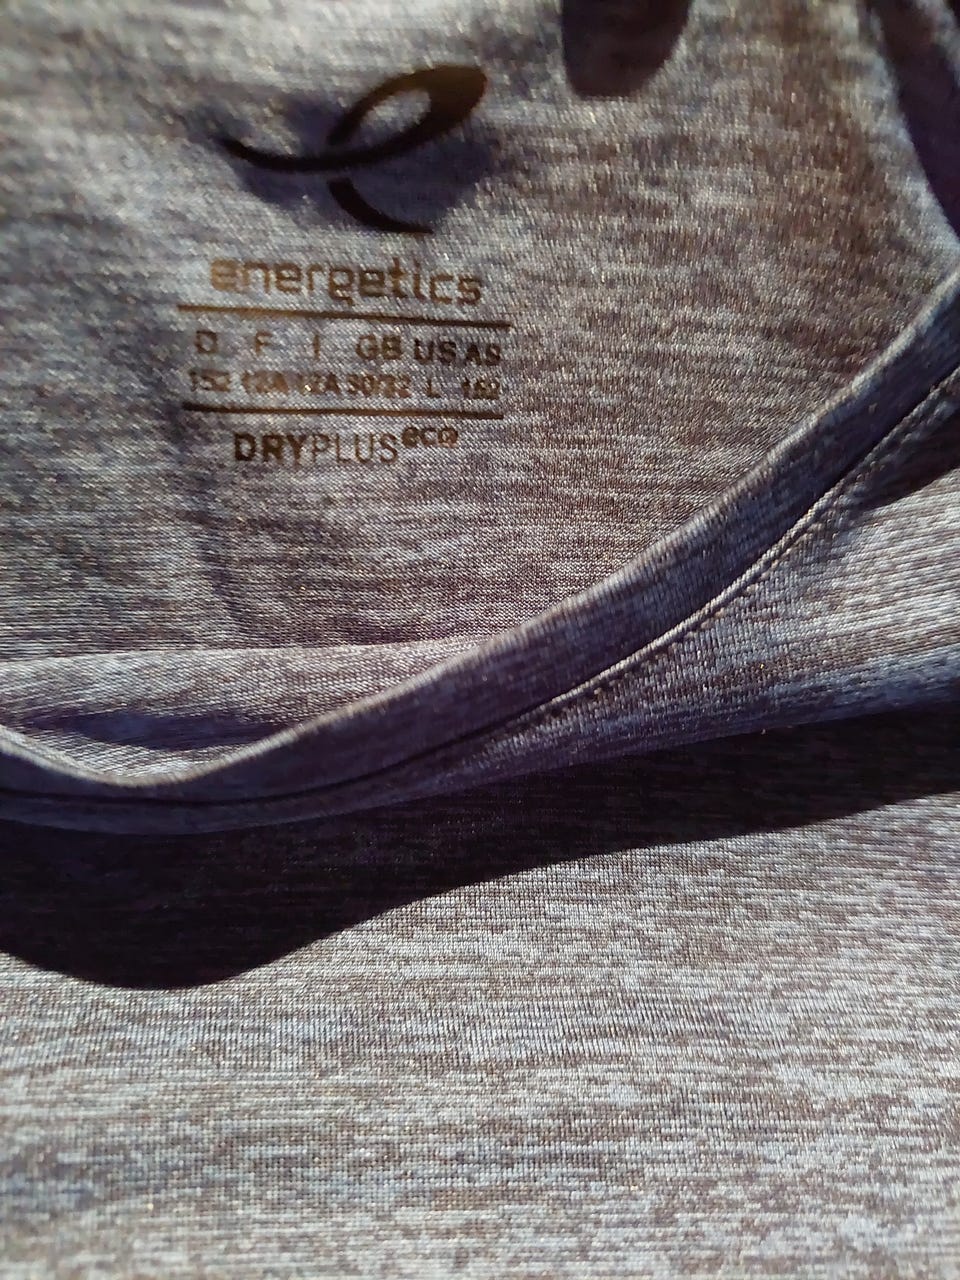 energetics
D F I GB US AS
152 12A 12A 30/32 L 152
DRYPLUS eco